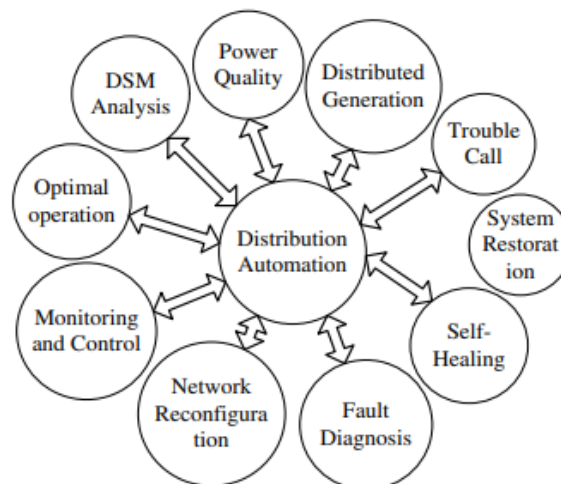 Power
Quality
Distributed
Generation
DSM
Analysis
Trouble
Call
Optimal
operation
System
Restorat
ion
Distribution
Automation
Monitoring
and Control
Self-
Healing
Network
Reconfigura
tion
Fault
Diagnosis